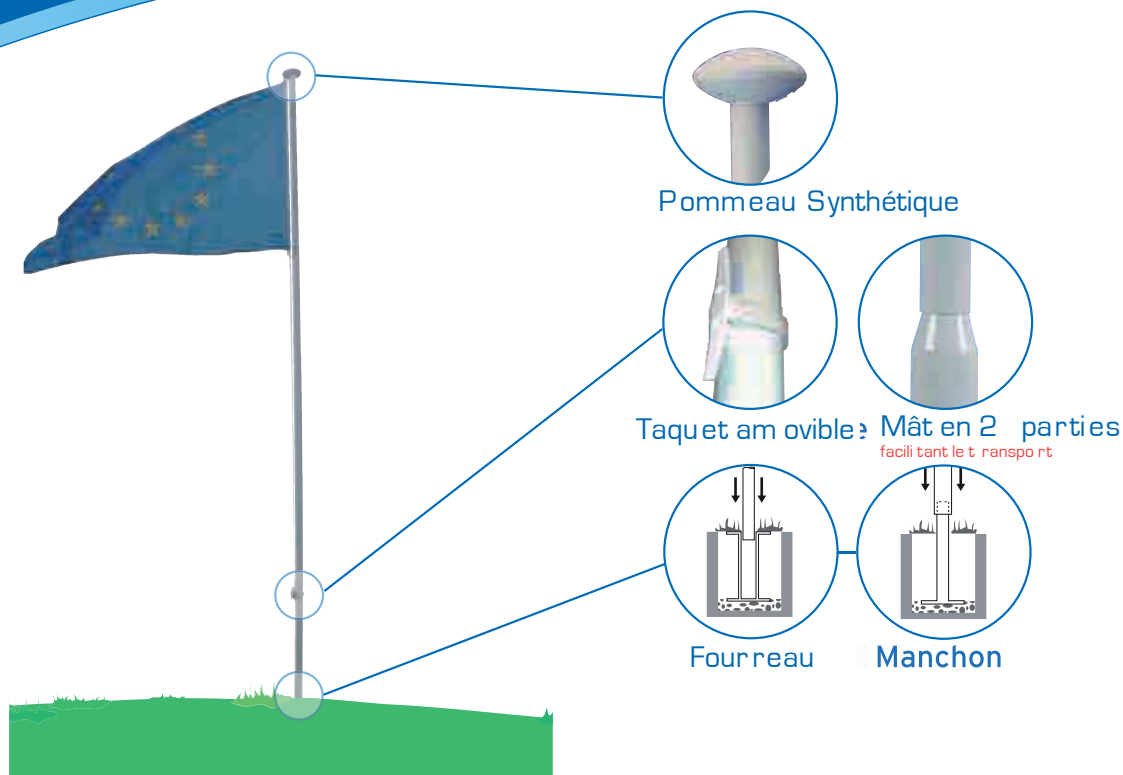 Pommeau Synthétique
Taquet amovible
Mât en 2 parties
facilitant le transport
Fourreau
Manchon